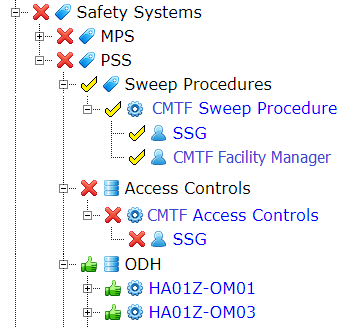 Safety Systems
MPS
PSS
Sweep Procedures
CMTF Sweep Procedure
SSG
CMTF Facility Manager
Access Controls
CMTF Access Controls
SSG
ODH
HA01Z-OM01
HA01Z-OM03